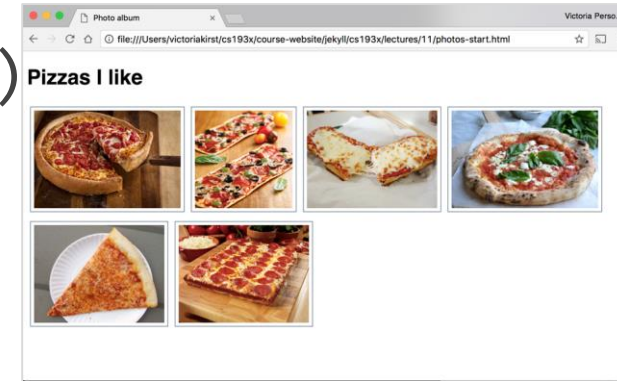 )
Photo album
Victoria Perso.
file:///Users/victoriakirst/cs193x/course-website/jekyll/cs193x/lectures/11/photos-start.html
Pizzas I like